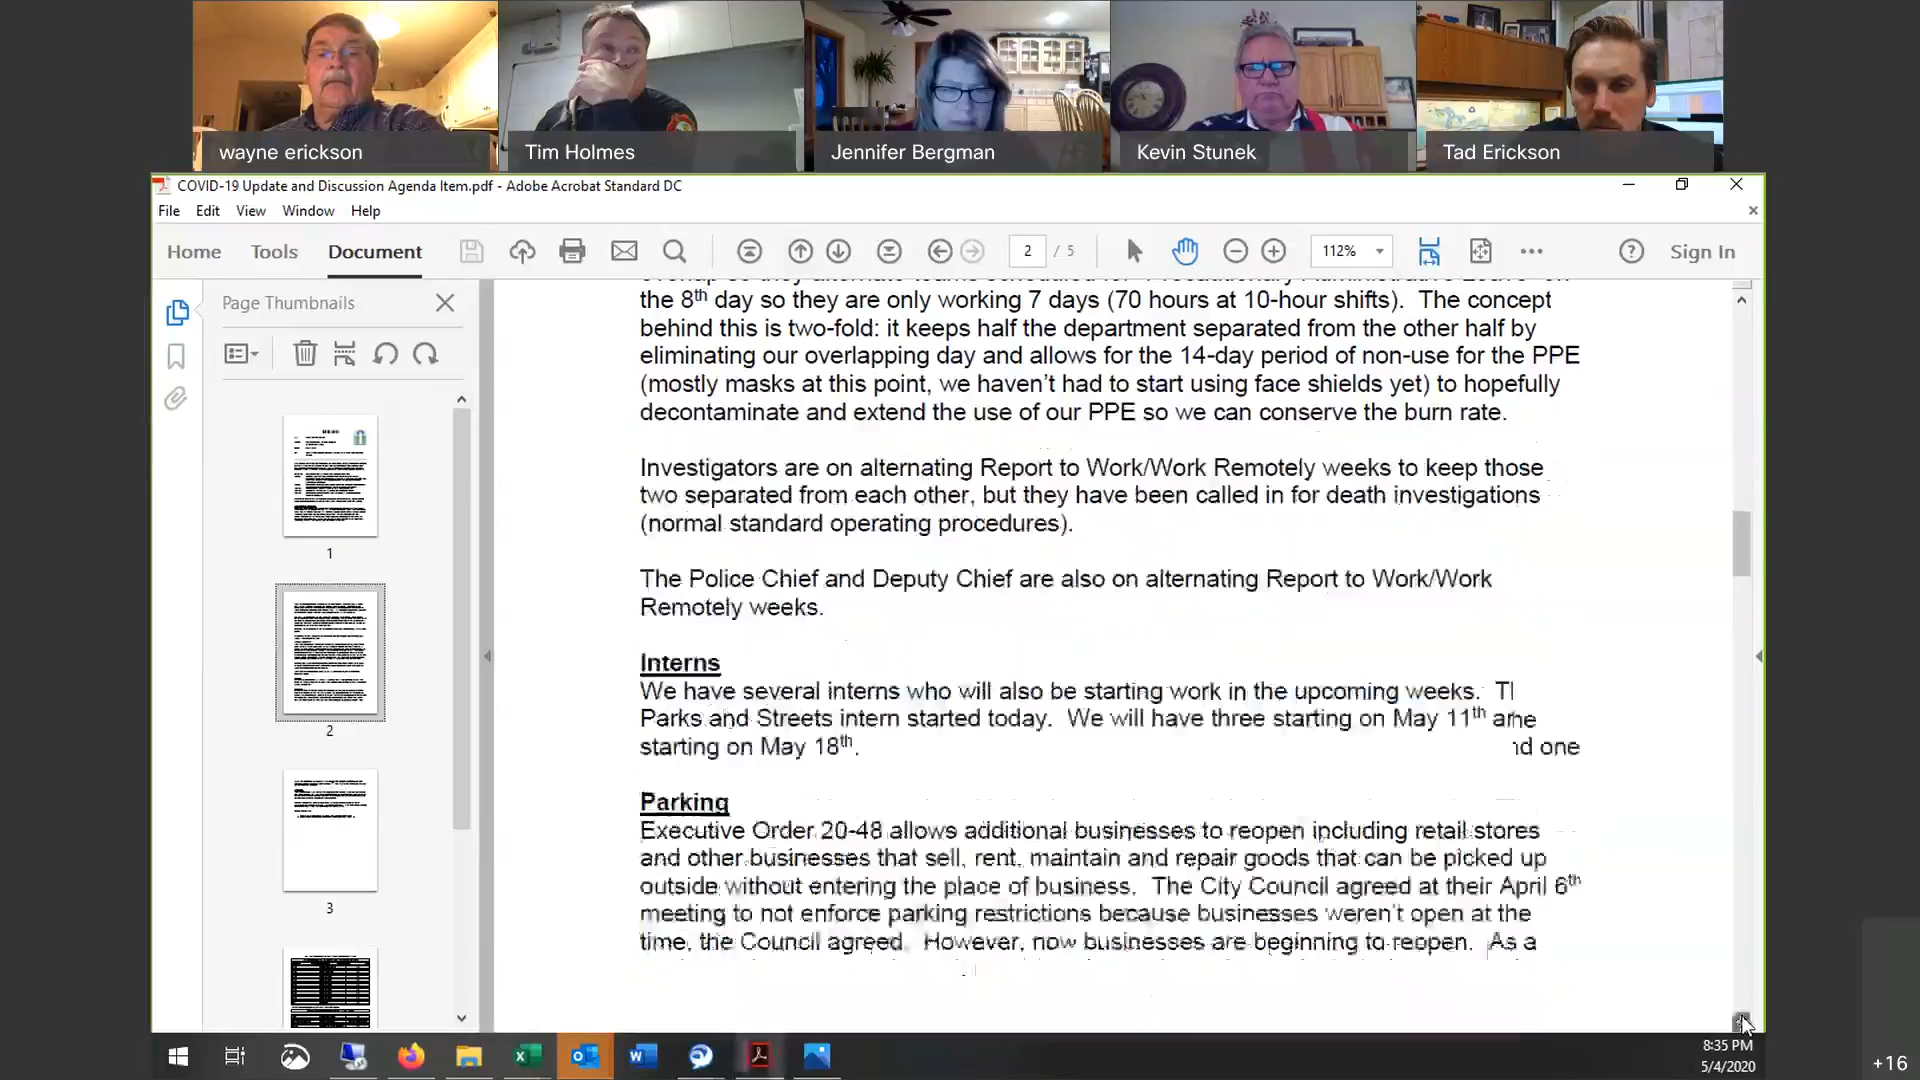 wayne erickson
Tim Holmes
Jennifer Bergman
Kevin Stunek
Tad Erickson
COVID-19 Update and Discussion Agenda Item.pdf - Adobe Acrobat Standard DC
File Edit View Window Help
Home Tools Document 2 / 5 112% Sign In
Page Thumbnails
1
2
3
the 8th day so they are only working 7 days (70 hours at 10-hour shifts). The concept
behind this is two-fold: it keeps half the department separated from the other half by
eliminating our overlapping day and allows for the 14-day period of non-use for the PPE
(mostly masks at this point, we haven't had to start using face shields yet) to hopefully
decontaminate and extend the use of our PPE so we can conserve the burn rate.
Investigators are on alternating Report to Work/Work Remotely weeks to keep those
two separated from each other, but they have been called in for death investigations
(normal standard operating procedures).
The Police Chief and Deputy Chief are also on alternating Report to Work/Work
Remotely weeks.
Interns
We have several interns who will also be starting work in the upcoming weeks.
Parks and Streets intern started today. We will have three starting on May 11th
starting on May 18th. nd one
Parking
Executive Order 20-48 allows additional businesses to reopen including retail stores
and other businesses that sell, rent, maintain and repair goods that can be picked up
outside without entering the place of business. The City Council agreed at their April 6th
meeting to not enforce parking restrictions because businesses weren't open at the
time, the Council agreed. However, now businesses are beginning to reopen. As a
8:35 PM
5/4/2020
+16